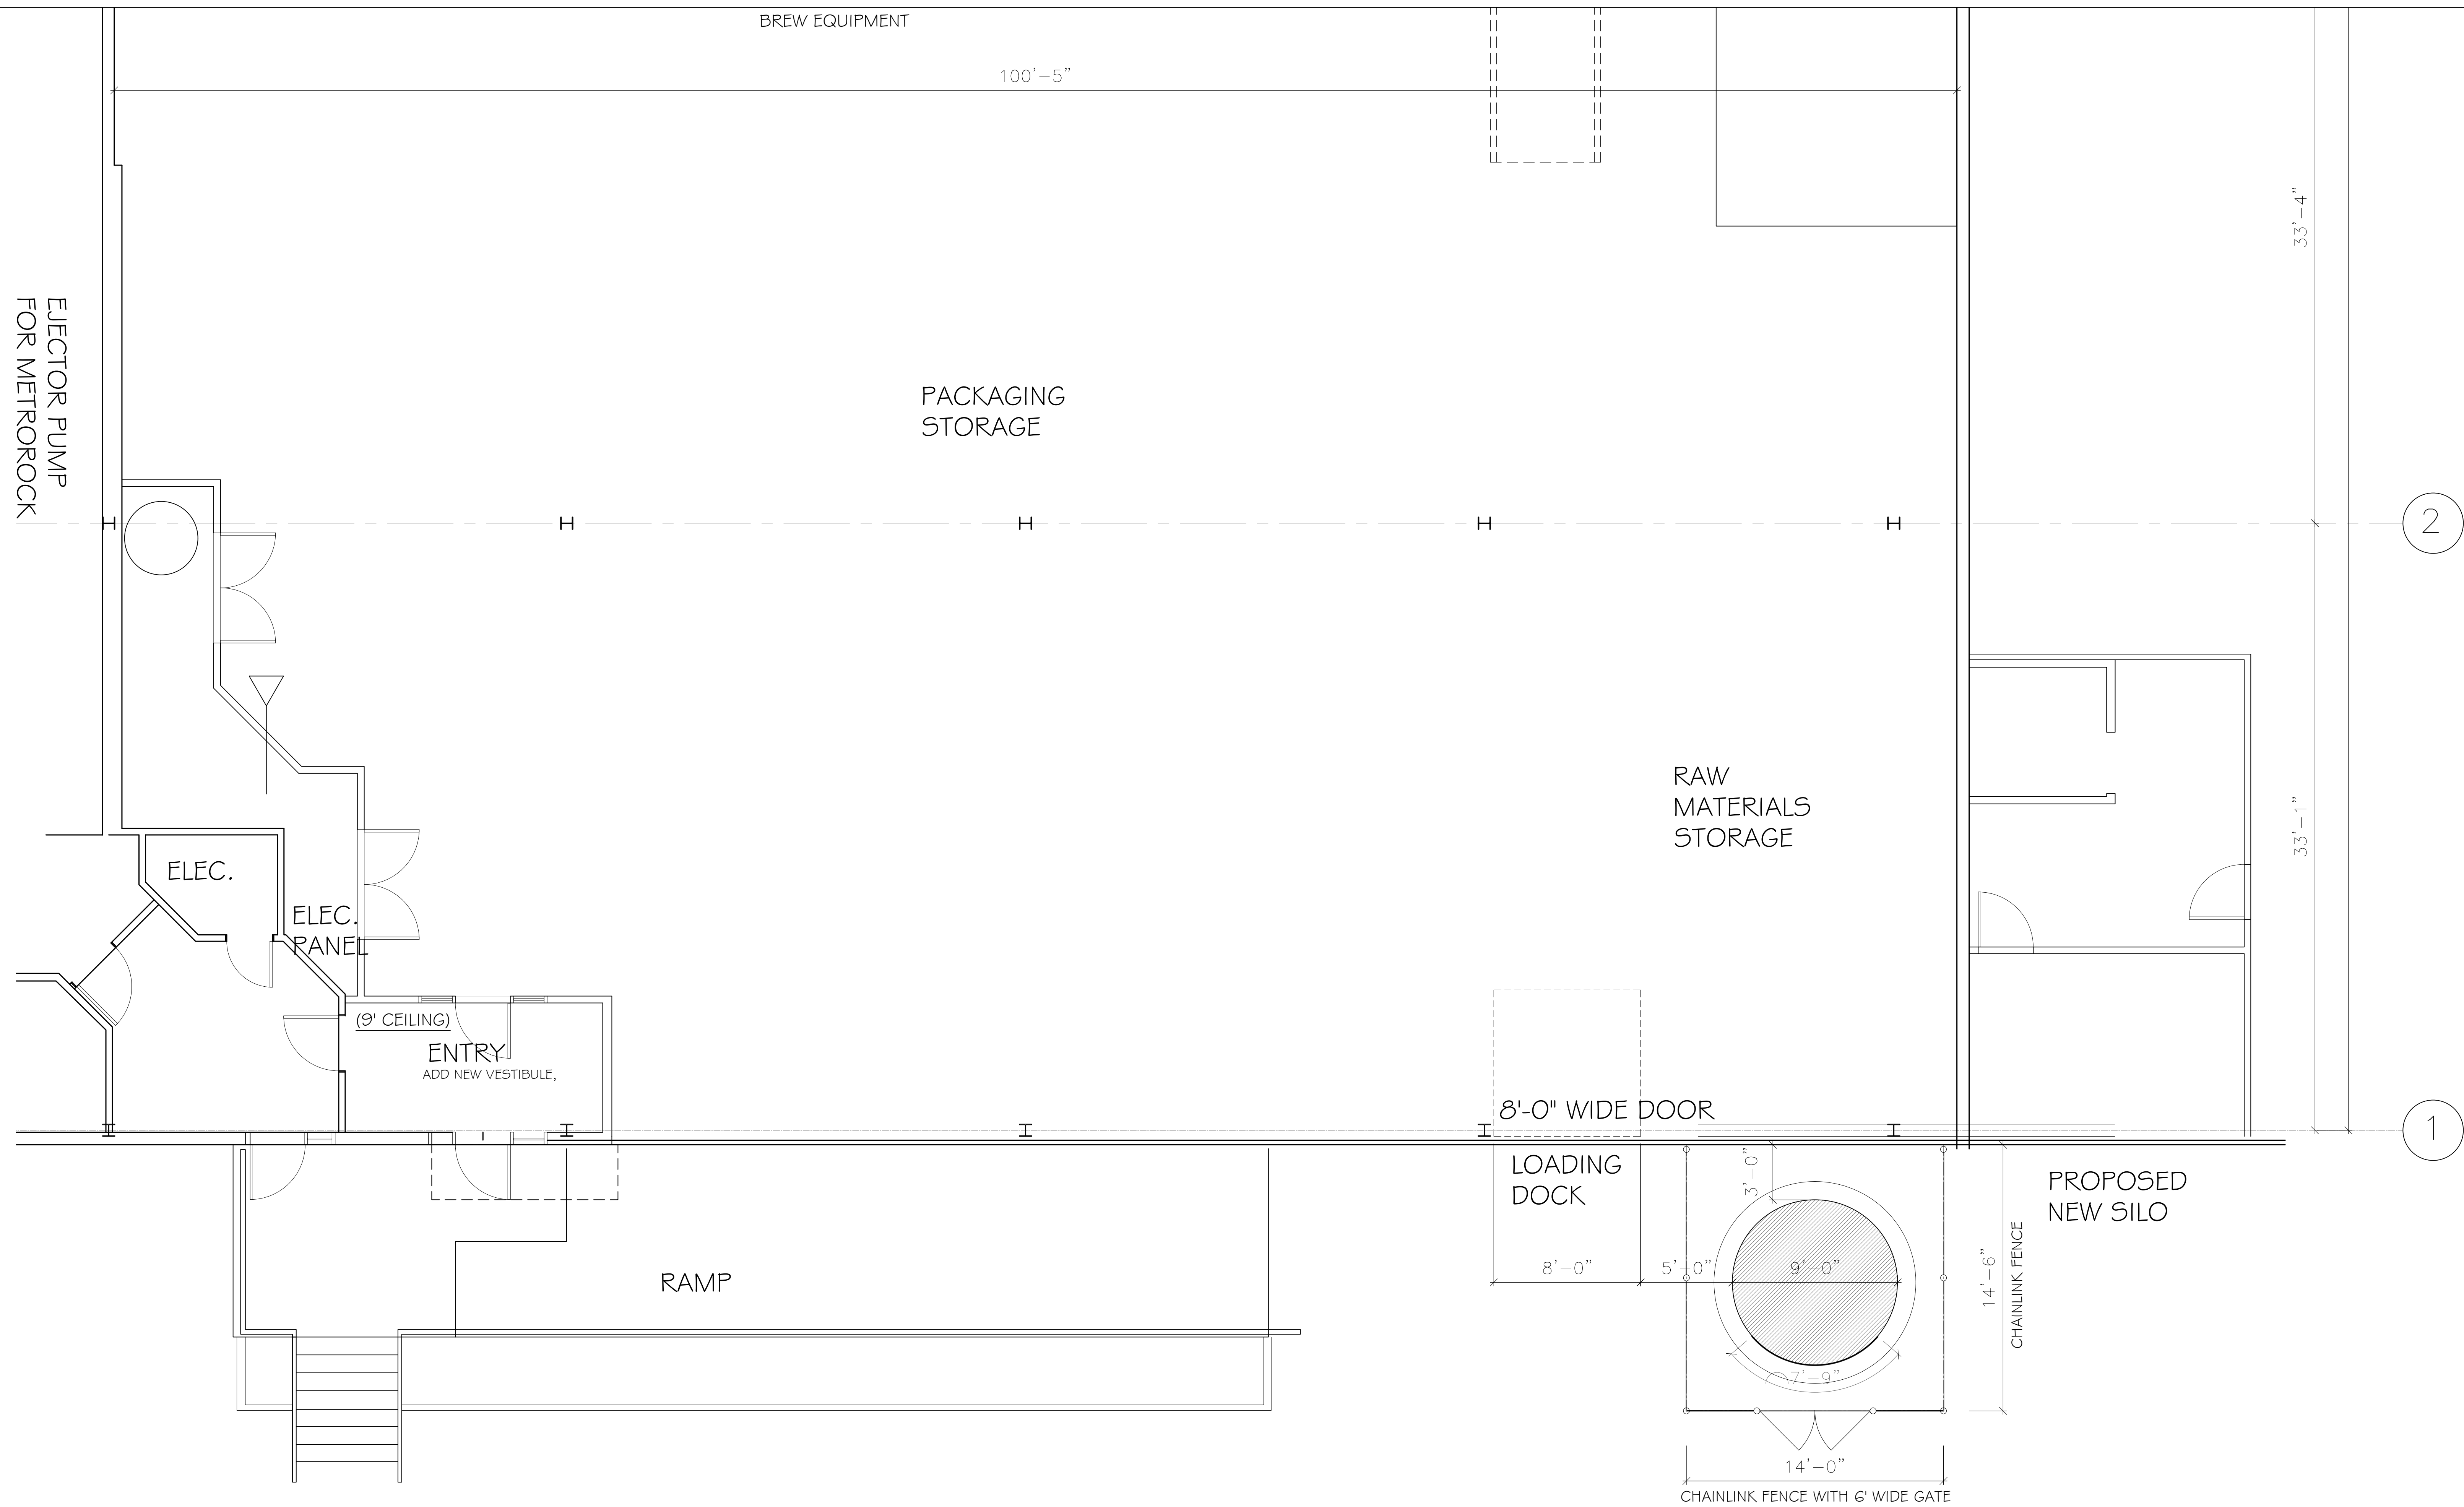 BREW EQUIPMENT
100'-5"
33'-4"
EJECTOR PUMP
FOR METROROCK
PACKAGING
STORAGE
2
RAW
MATERIALS
STORAGE
33'-1"
ELEC.
ELEC.
PANEL
(9' CEILING)
ENTRY
ADD NEW VESTIBULE,
8'-0" WIDE DOOR
1
LOADING
DOCK
3'-0"
PROPOSED
NEW SILO
RAMP
8'-0"
5'-0"
9'-0"
14'-6"
CHAINLINK FENCE
7'-9"
14'-0"
CHAINLINK FENCE WITH 6' WIDE GATE